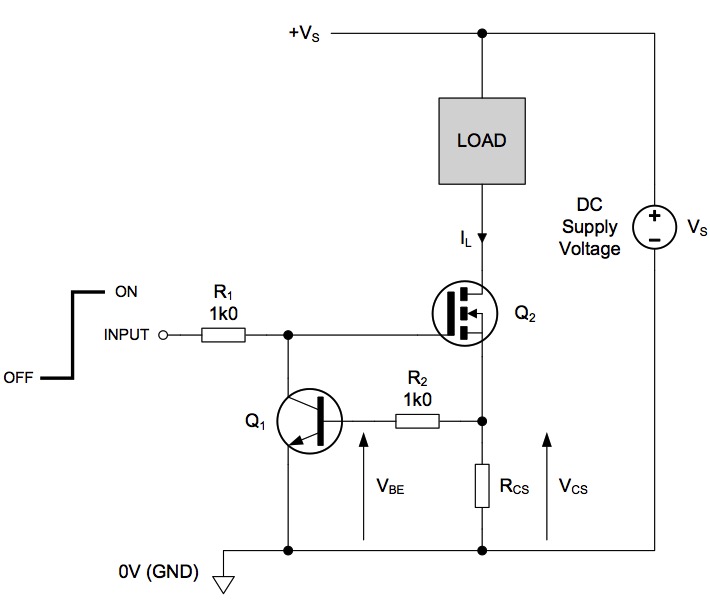 +VS
LOAD
DC
Supply
Voltage
+
−
VS
IL
ON
R1
1k0
Q2
INPUT
OFF
R2
1k0
Q1
VBE
RCS
VCS
0V (GND)